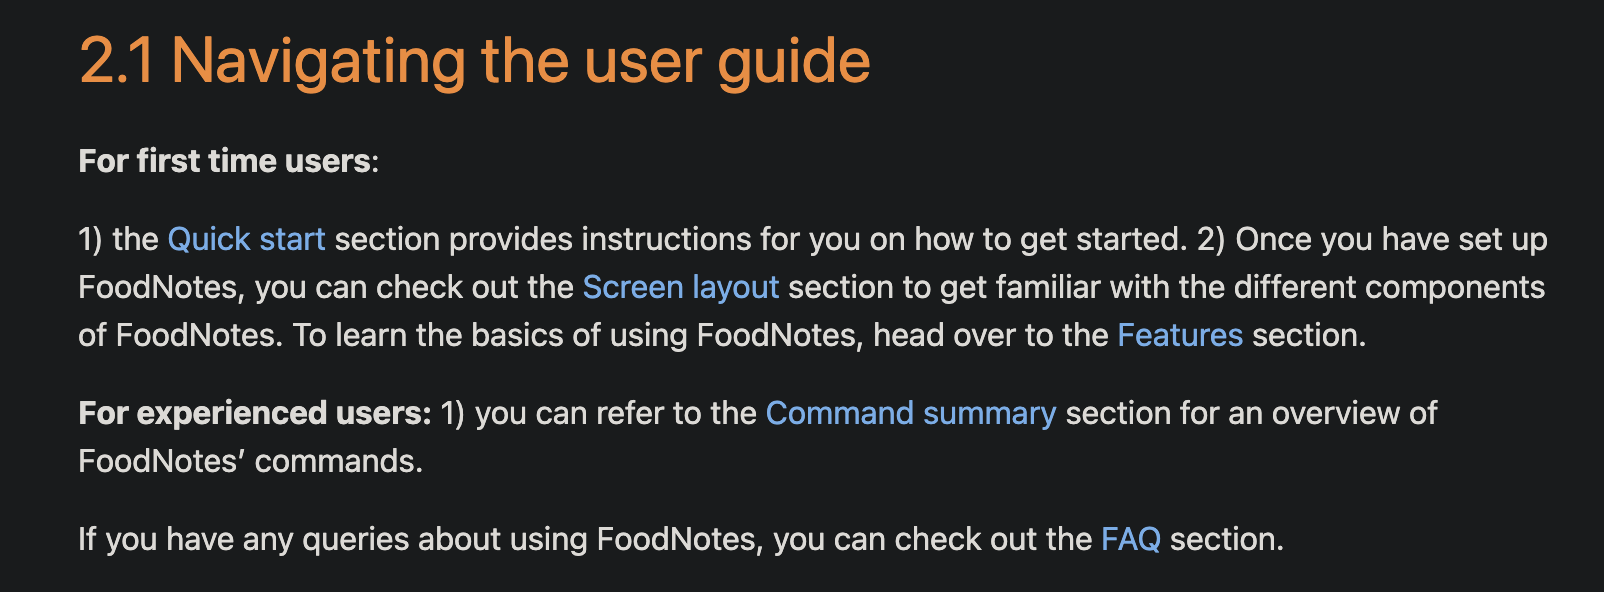 2.1 Navigating the user guide
For first time users:
1) the Quick start section provides instructions for you on how to get started. 2) Once you have set up
FoodNotes, you can check out the Screen layout section to get familiar with the different components
of FoodNotes. To learn the basics of using FoodNotes, head over to the Features section.
For experienced users: 1) you can refer to the Command summary section for an overview of
FoodNotes’ commands.
If you have any queries about using FoodNotes, you can check out the FAQ section.